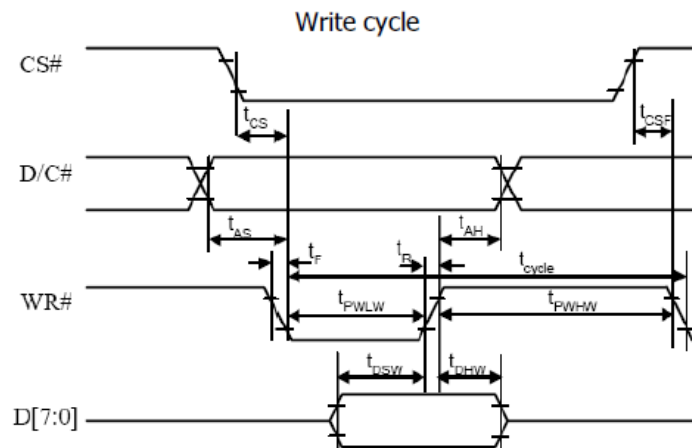 Write cycle
CS#
tCS
tCSF
D/C#
tAS
tAH
tF
tR
tcycle
WR#
tPWLW
tPWHW
tDSW
tDHW
D[7:0]